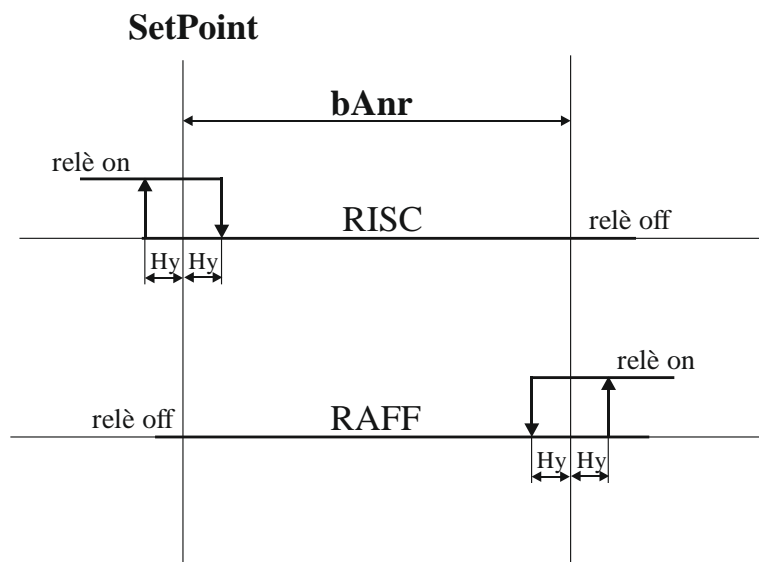 SetPoint
bAnr
relè on
RISC
relè off
Hy Hy
relè on
relè off
RAFF
Hy Hy